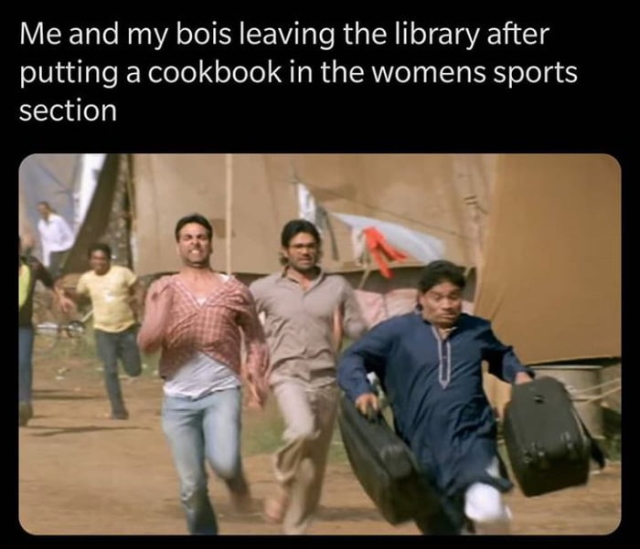 Me and my bois leaving the library after
putting a cookbook in the womens sports
section